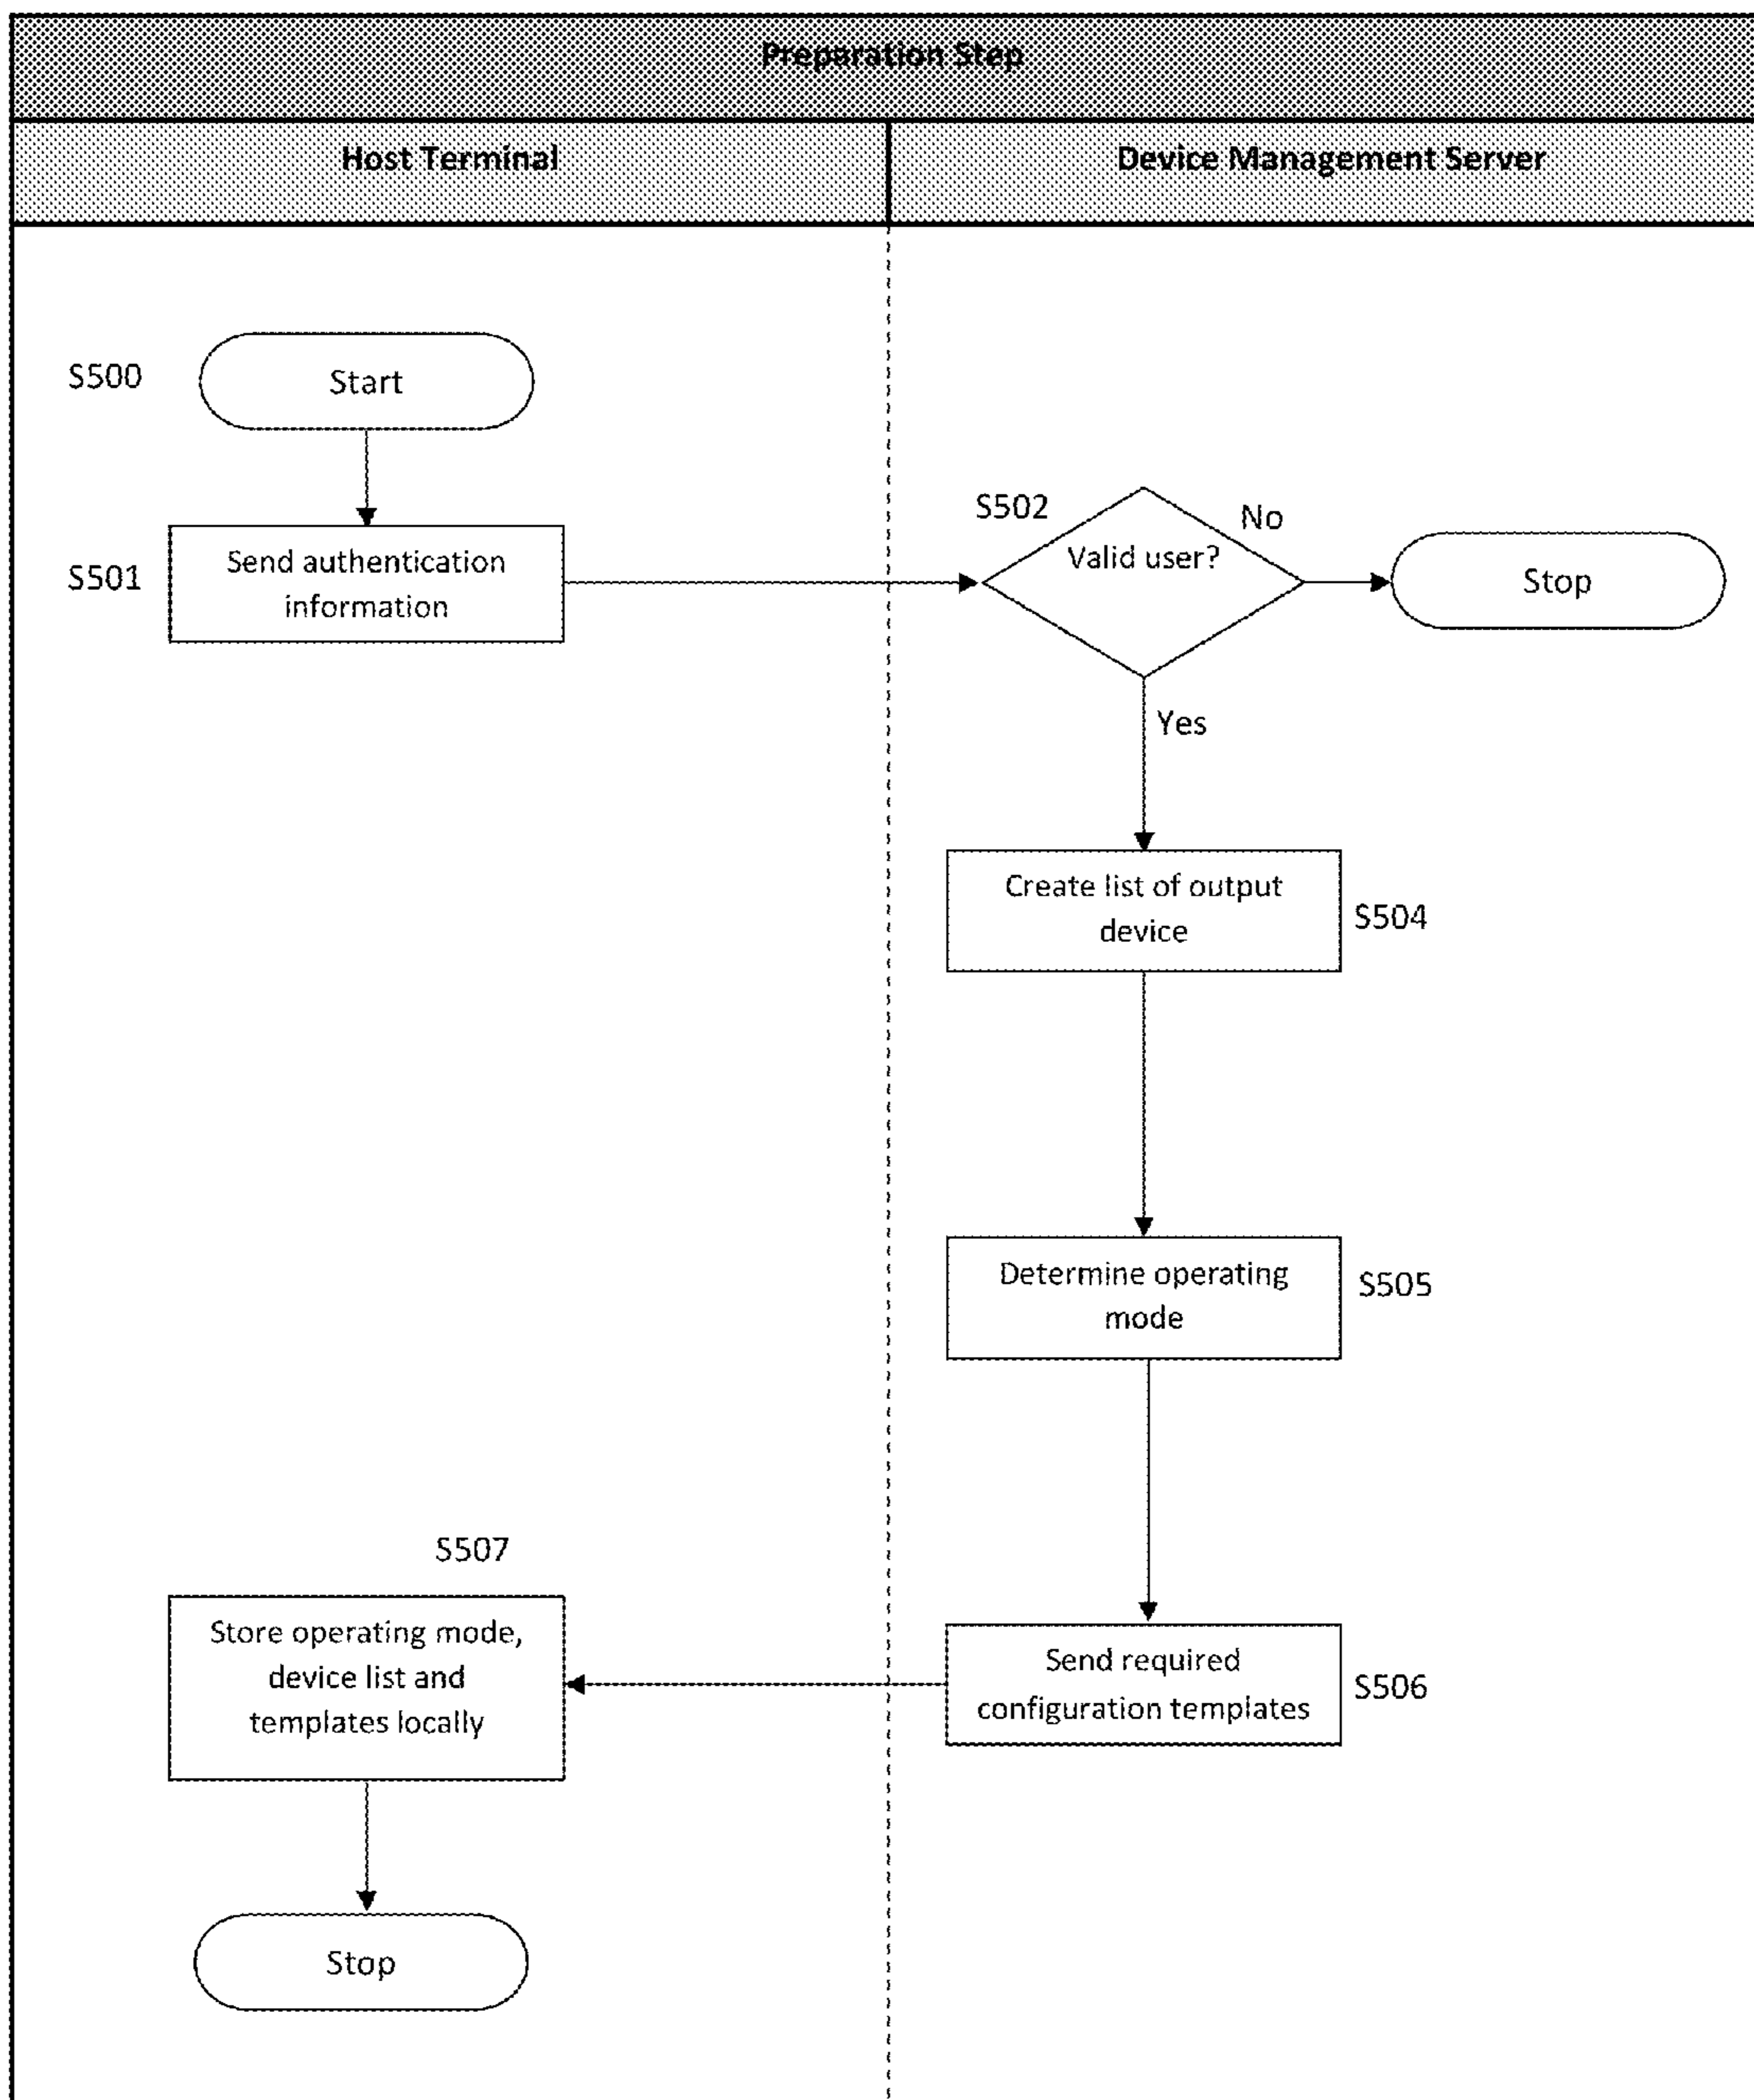 Preparation Step
Host Terminal
Device Management Server
S500
Start
S501
Send authentication
information
S502
Valid user?
No
Stop
Yes
Create list of output
device
S504
Determine operating
mode
S505
S507
Store operating mode,
device list and
templates locally
Send required
configuration templates
S506
Stop